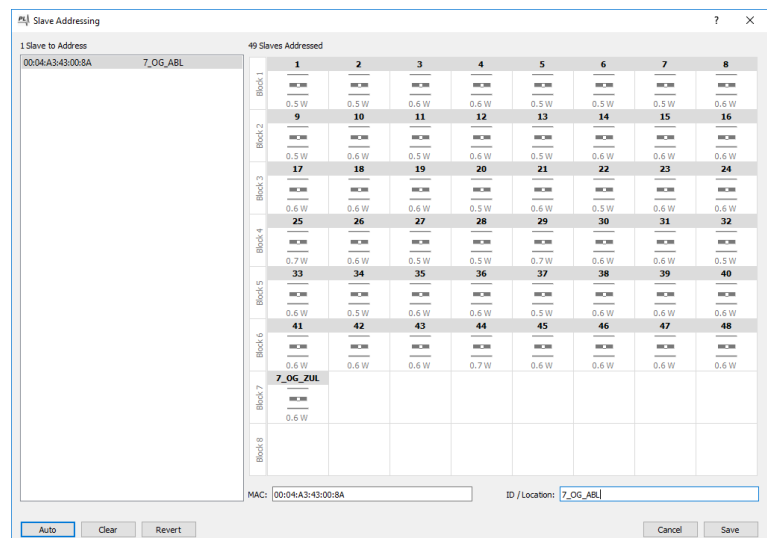 PL Slave Addressing ? ×
1 Slave to Address
49 Slaves Addressed
00:04:A3:43:00:8A 7_OG_ABL
Block 1
1 2 3 4 5 6 7 8
0.5 W 0.5 W 0.6 W 0.6 W 0.5 W 0.5 W 0.5 W 0.6 W
Block 2
9 10 11 12 13 14 15 16
0.5 W 0.6 W 0.5 W 0.6 W 0.5 W 0.6 W 0.6 W 0.6 W
Block 3
17 18 19 20 21 22 23 24
0.6 W 0.6 W 0.6 W 0.5 W 0.6 W 0.5 W 0.6 W 0.6 W
Block 4
25 26 27 28 29 30 31 32
0.7 W 0.6 W 0.5 W 0.5 W 0.7 W 0.6 W 0.6 W 0.5 W
Block 5
33 34 35 36 37 38 39 40
0.6 W 0.5 W 0.6 W 0.6 W 0.5 W 0.6 W 0.6 W 0.6 W
Block 6
41 42 43 44 45 46 47 48
0.6 W 0.6 W 0.6 W 0.7 W 0.6 W 0.6 W 0.6 W 0.6 W
Block 7
7_OG_ZUL
0.6 W
Block 8
MAC: 00:04:A3:43:00:8A ID / Location: 7_OG_ABL
Auto Clear Revert Cancel Save